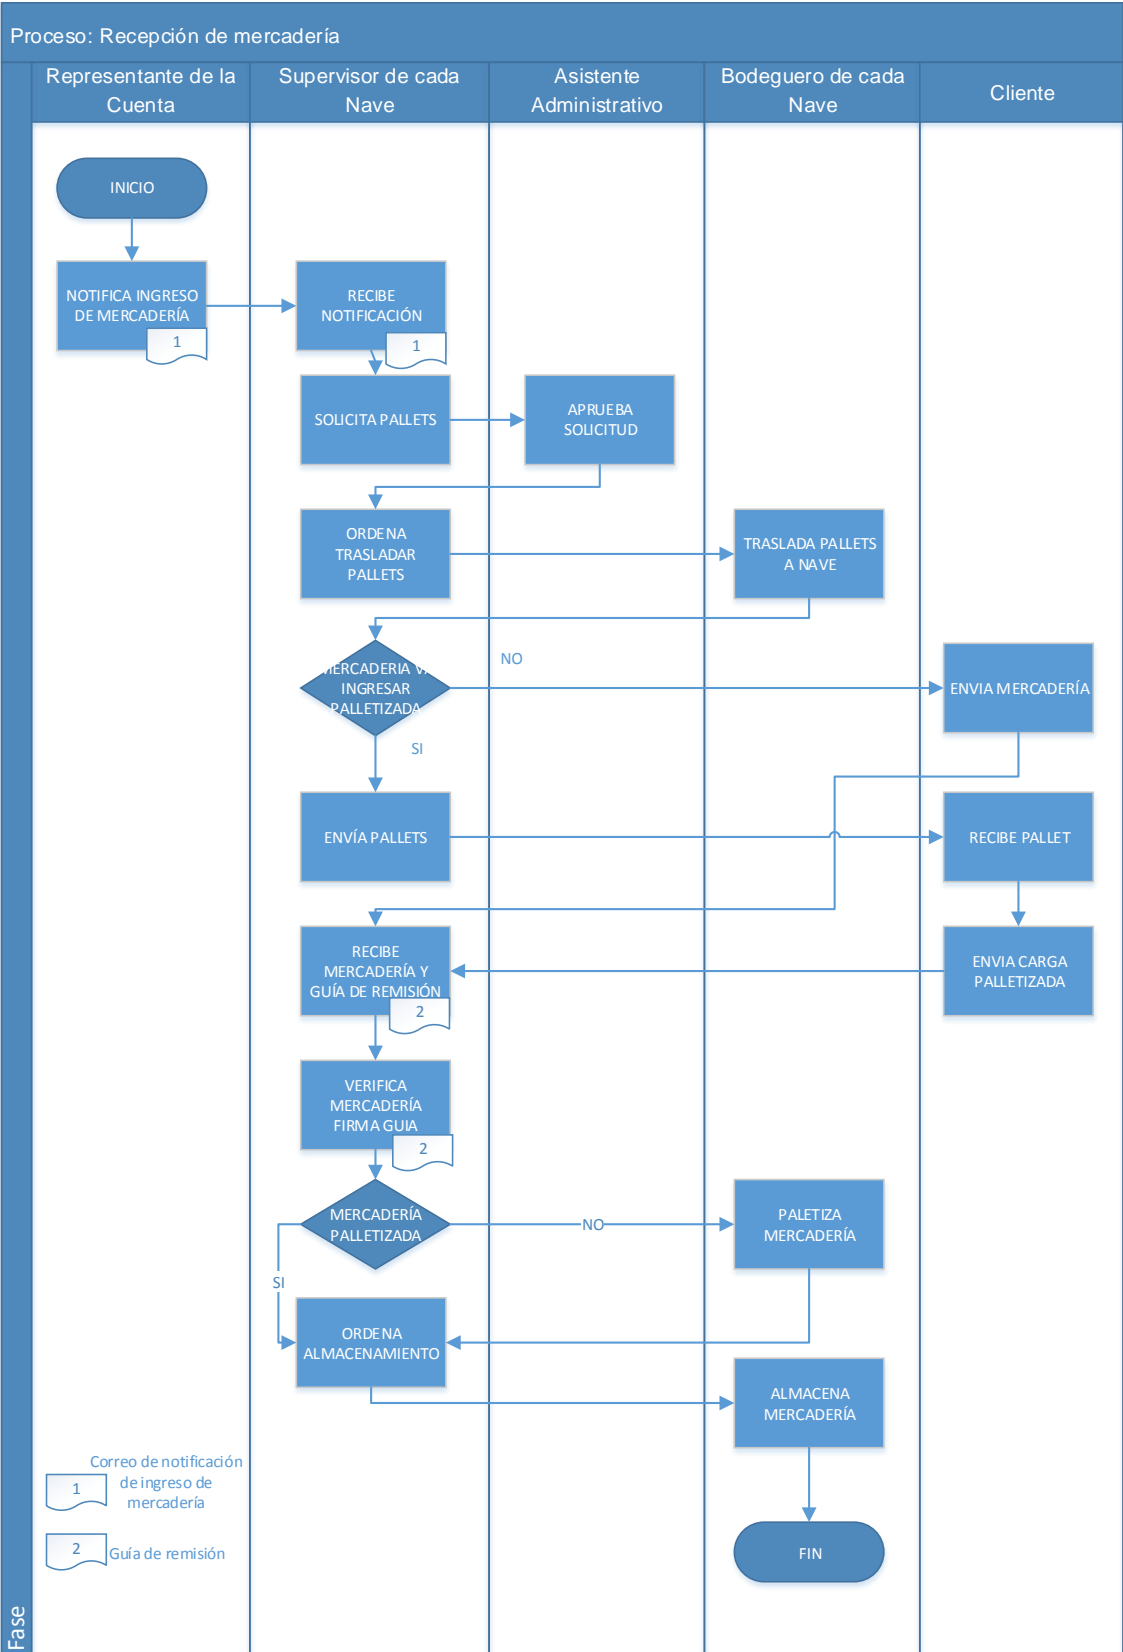 Proceso: Recepción de mercadería
Representante de la
Cuenta
Supervisor de cada
Nave
Asistente
Administrativo
Bodeguero de cada
Nave
Cliente
INICIO
NOTIFICA INGRESO
DE MERCADERÍA
1
RECIBE
NOTIFICACIÓN
1
SOLICITA PALLETS
APRUEBA
SOLICITUD
ORDENA
TRASLADAR
PALLETS
TRASLADA PALLETS
A NAVE
MERCADERIA VA
INGRESAR
PALLETIZADA
NO
ENVIA MERCADERÍA
SI
ENVÍA PALLETS
RECIBE PALLET
RECIBE
MERCADERÍA Y
GUÍA DE REMISIÓN
2
ENVIA CARGA
PALLETIZADA
VERIFICA
MERCADERÍA
FIRMA GUIA
2
MERCADERÍA
PALLETIZADA
NO
PALETIZA
MERCADERÍA
SI
ORDENA
ALMACENAMIENTO
ALMACENA
MERCADERÍA
FIN
1
Correo de notificación
de ingreso de
mercadería
2
Guía de remisión
Fase